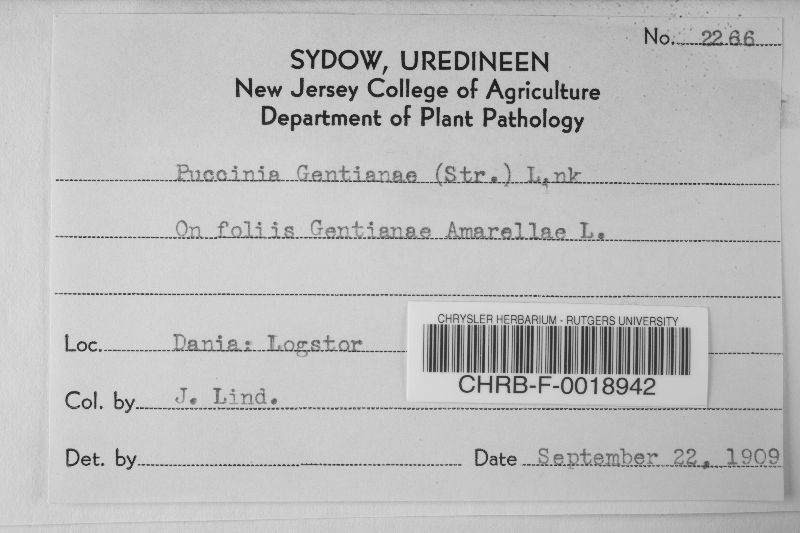 No. 2266
SYDOW, UREDINEEN
New Jersey College of Agriculture
Department of Plant Pathology
Puccinia Gentianae (Str.) Link
On foliis Gentianae Amarellae L.
Loc. Dania: Logstor
CHRYSLER HERBARIUM - RUTGERS UNIVERSITY
CHRB-F-0018942
Col. by J. Lind.
Det. by Date September 22, 1909